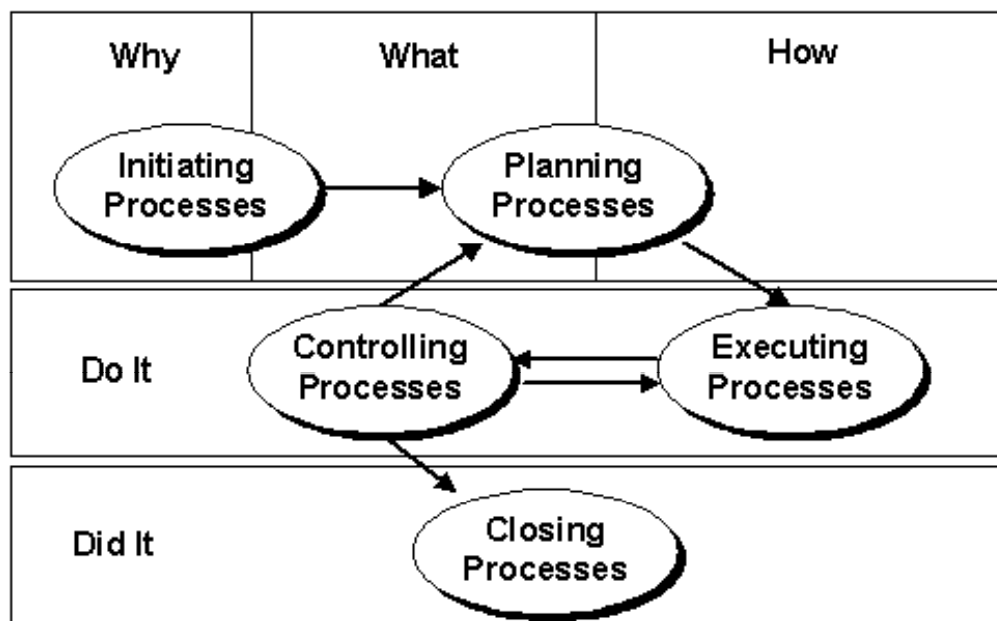 Why
What
How
Initiating
Processes
Planning
Processes
Do It
Controlling
Processes
Executing
Processes
Did It
Closing
Processes